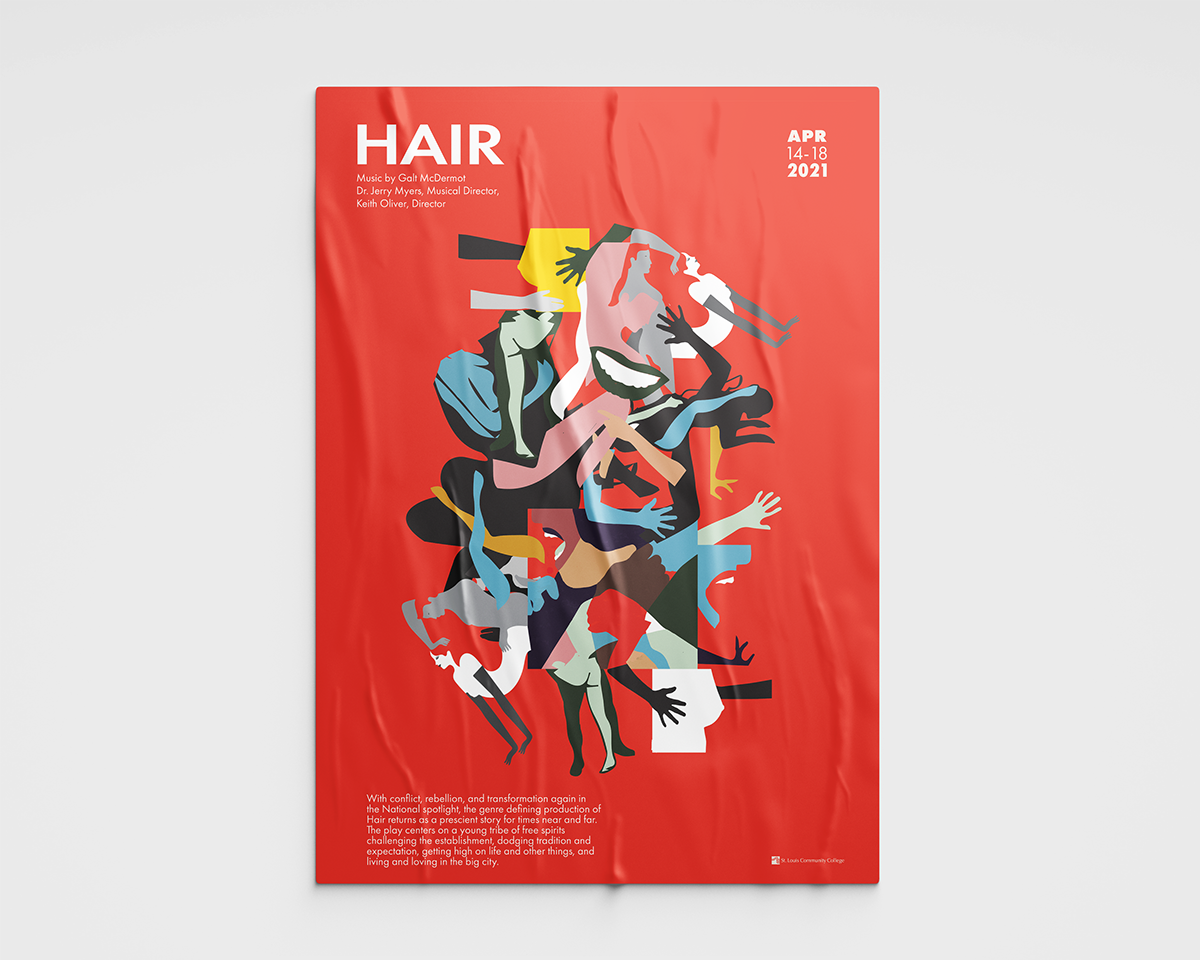 HAIR
Music by Galt McDermot
Dr. Jerry Myers, Musical Director,
Keith Oliver, Director
APR
14-18
2021
With conflict, rebellion, and transformation again in
the National spotlight, the genre defining production of
Hair returns as a prescient story for times near and far.
The play centers on a young tribe of free spirits
challenging the establishment, dodging tradition and
expectation, getting high on life and other things, and
living and loving in the big city.
St. Louis Community College